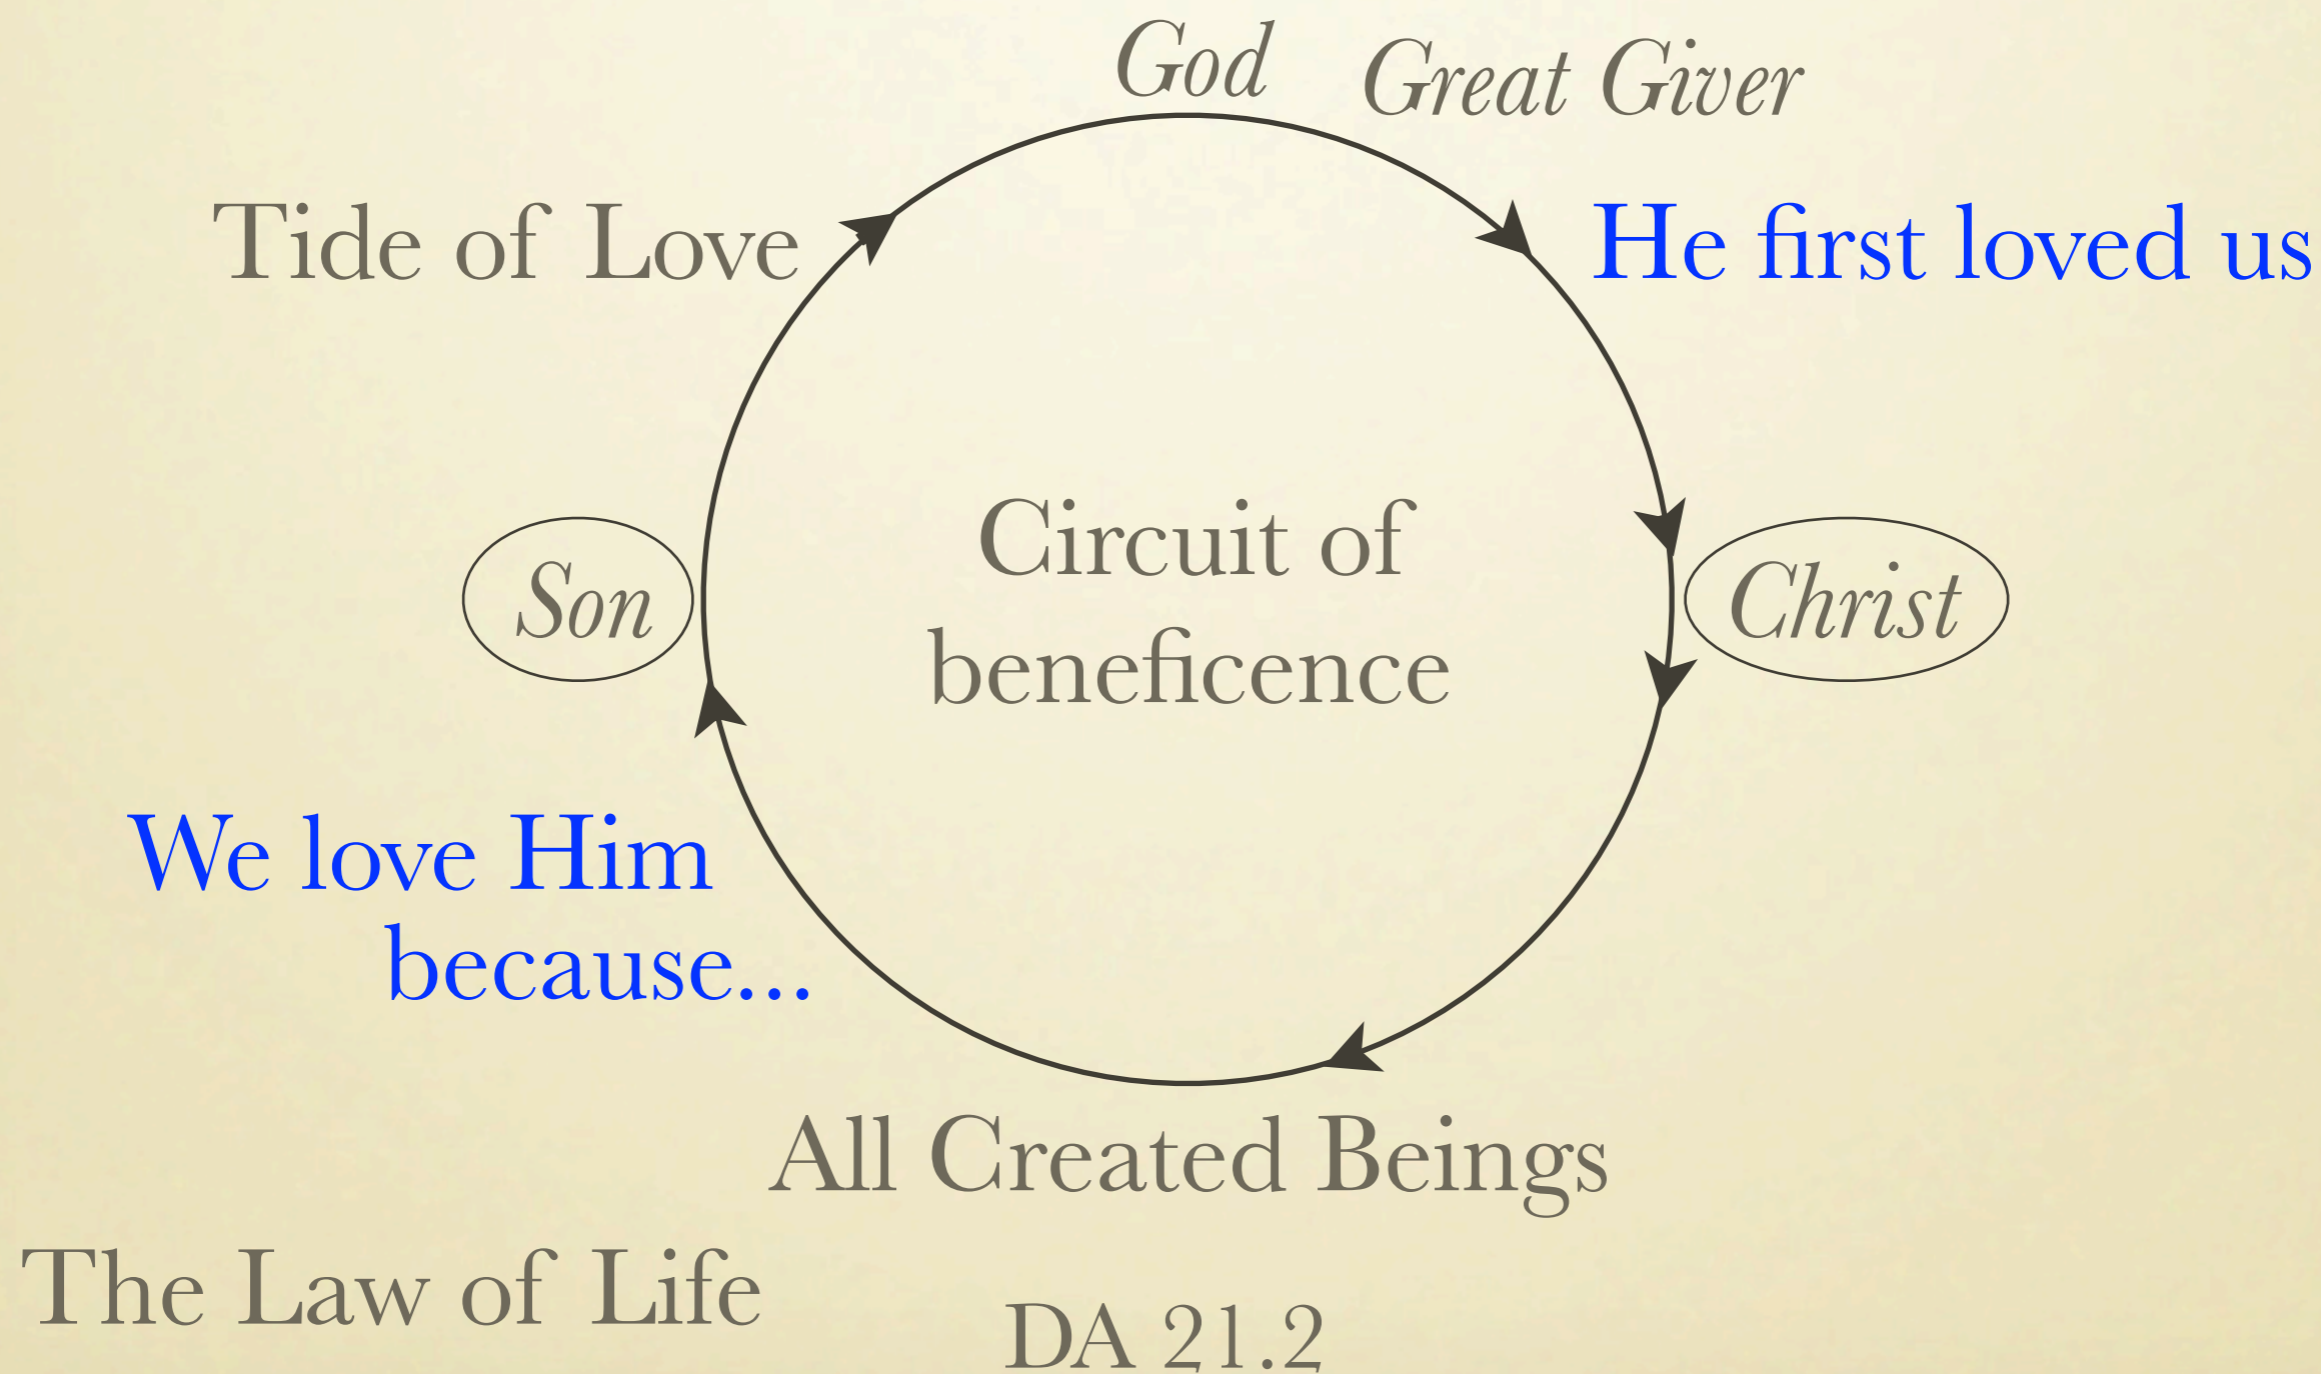 God
Great Giver
Tide of Love
He first loved us
Circuit of
beneficence
Son
Christ
We love Him
because...
All Created Beings
The Law of Life
DA 21.2